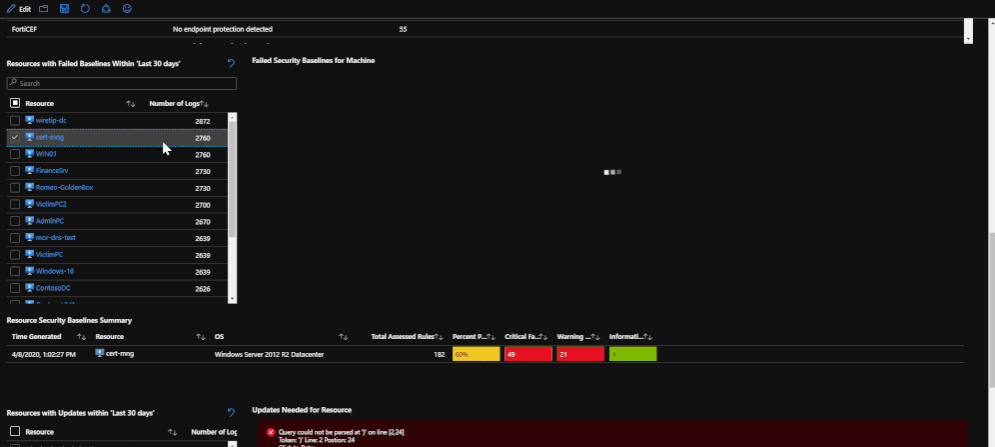 Edit
FortiCEF No endpoint protection detected 55
Resources with Failed Baselines Within 'Last 30 days'
Failed Security Baselines for Machine
Search
Resource Number of Logs
wiretip-dc 2872
cert-mng 2760
WIN01 2760
FinanceSrv 2730
Romeo-GoldenBox 2730
VictimPC2 2700
AdminPC 2670
mcr-dns-test 2639
VictimPC 2639
Windows-16 2639
ContosoDC 2626
Resource Security Baselines Summary
Time Generated Resource OS Total Assessed Rules Percent P... Critical Fa... Warning ... Informati...
4/8/2020, 1:02:27 PM cert-mng Windows Server 2012 R2 Datacenter 182 60% 49 21
Resources with Updates within 'Last 30 days'
Updates Needed for Resource
Resource Number of Log
Query could not be parsed at ')' on line [2,24]
Token: ')' Line: 2 Postion: 24